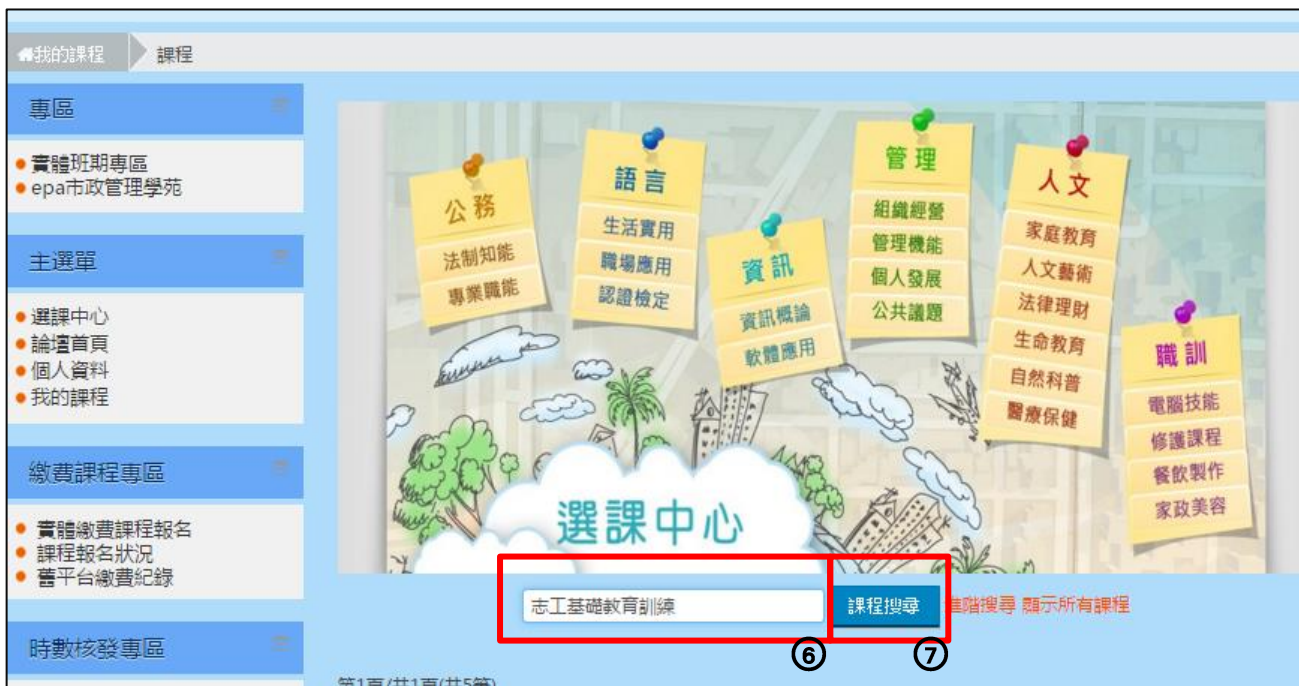 我的課程
課程
專區
實體班期專區
epa市政管理學苑
主選單
選課中心
論壇首頁
個人資料
我的課程
繳費課程專區
實體繳費課程報名
課程報名狀況
舊平台繳費紀錄
時數核發專區
公務
法制知能
專業職能
語言
生活實用
職場應用
認證檢定
資訊
資訊概論
軟體應用
管理
組織經營
管理機能
個人發展
公共議題
人文
家庭教育
人文藝術
法律理財
生命教育
自然科普
醫療保健
職訓
電腦技能
修護課程
餐飲製作
家政美容
選課中心
志工基礎教育訓練
課程搜尋
進階搜尋 顯示所有課程
⑥
⑦
第1頁/共1頁(共5筆)